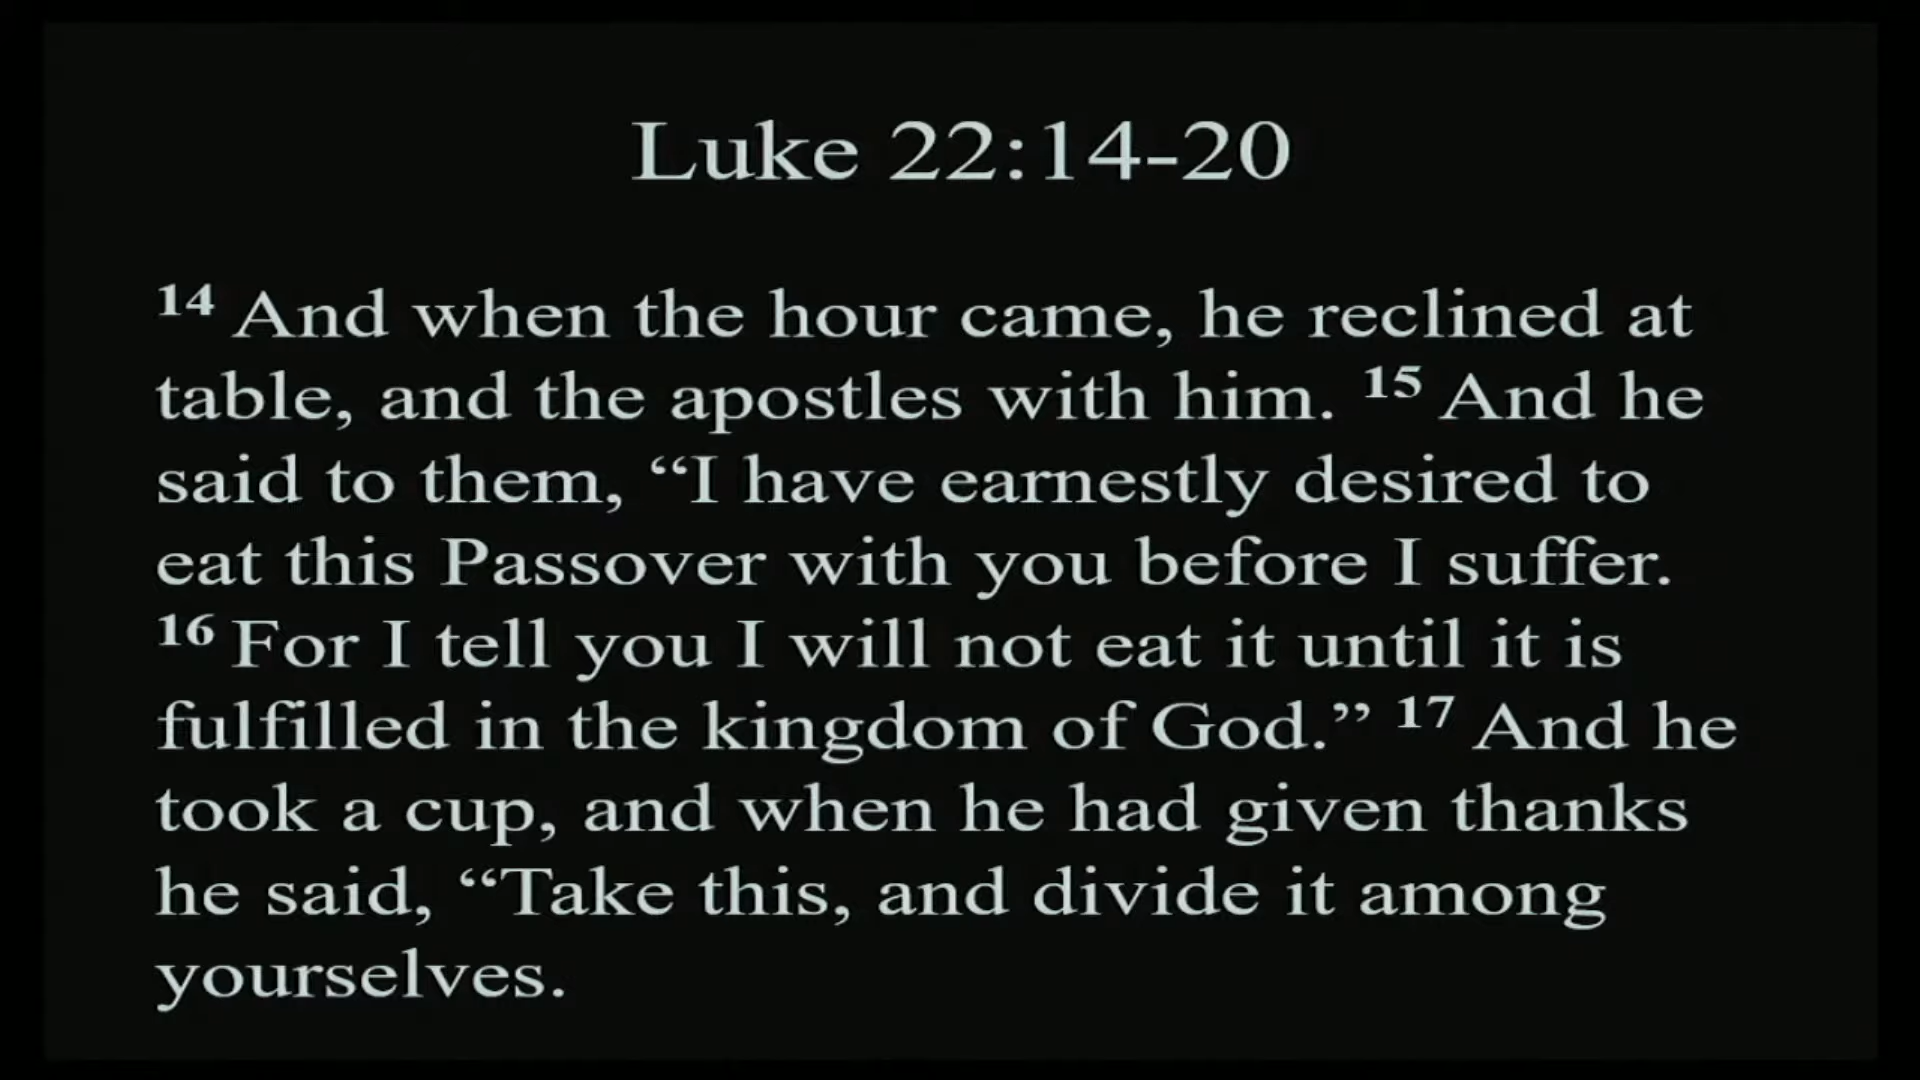 Luke 22:14-20
14 And when the hour came, he reclined at
table, and the apostles with him. 15 And he
said to them, “I have earnestly desired to
eat this Passover with you before I suffer.
16 For I tell you I will not eat it until it is
fulfilled in the kingdom of God.” 17 And he
took a cup, and when he had given thanks
he said, “Take this, and divide it among
yourselves.